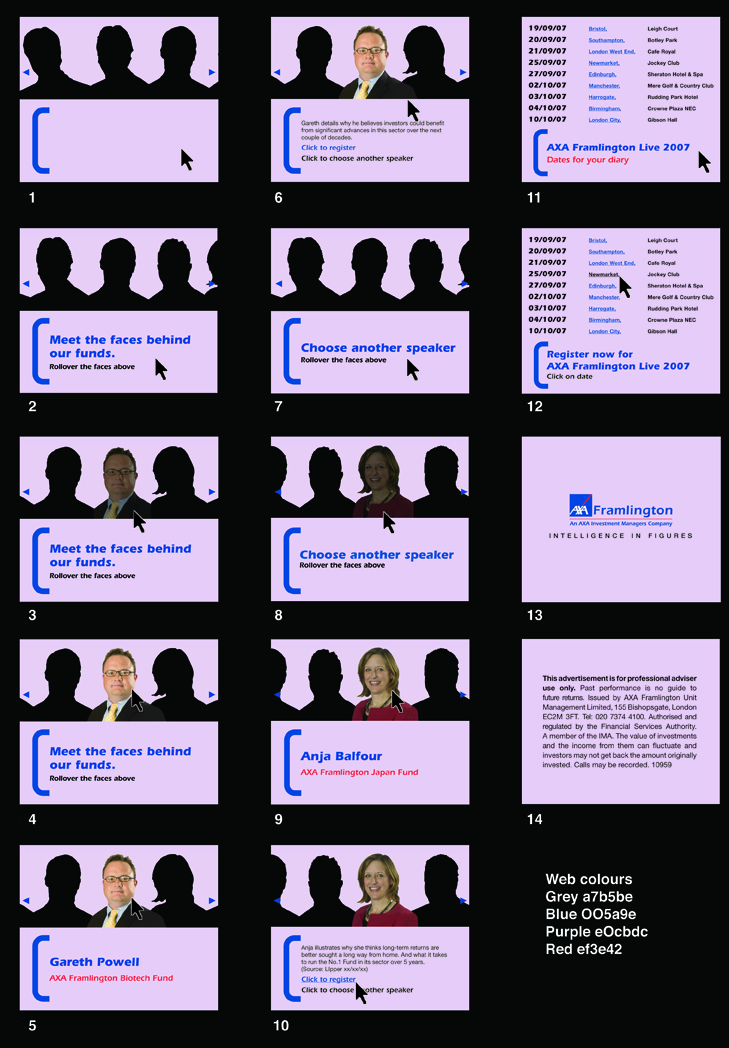 1
Meet the faces behind
our funds.
Rollover the faces above
2
Meet the faces behind
our funds.
Rollover the faces above
3
Meet the faces behind
our funds.
Rollover the faces above
4
Gareth Powell
AXA Framlington Biotech Fund
5
Gareth details why he believes investors could benefit
from significant advances in this sector over the next
couple of decades.
Click to register
Click to choose another speaker
6
Choose another speaker
Rollover the faces above
7
Choose another speaker
Rollover the faces above
8
Anja Balfour
AXA Framlington Japan Fund
9
Anja illustrates why she thinks long-term returns are
better sought a long way from home. And what it takes
to run the No.1 Fund in its sector over 5 years.
(Source: Lipper xx/xx/xx)
Click to register
Click to choose another speaker
10
19/09/07 Bristol, Leigh Court
20/09/07 Southampton, Botley Park
21/09/07 London West End, Cafe Royal
25/09/07 Newmarket, Jockey Club
27/09/07 Edinburgh, Sheraton Hotel & Spa
02/10/07 Manchester, Mere Golf & Country Club
03/10/07 Harrogate, Rudding Park Hotel
04/10/07 Birmingham, Crowne Plaza NEC
10/10/07 London City, Gibson Hall
AXA Framlington Live 2007
Dates for your diary
11
19/09/07 Bristol, Leigh Court
20/09/07 Southampton, Botley Park
21/09/07 London West End, Cafe Royal
25/09/07 Newmarket, Jockey Club
27/09/07 Edinburgh, Sheraton Hotel & Spa
02/10/07 Manchester, Mere Golf & Country Club
03/10/07 Harrogate, Rudding Park Hotel
04/10/07 Birmingham, Crowne Plaza NEC
10/10/07 London City, Gibson Hall
Register now for
AXA Framlington Live 2007
Click on date
12
AXA Framlington
An AXA Investment Managers Company
INTELLIGENCE IN FIGURES
13
This advertisement is for professional adviser
use only. Past performance is no guide to
future returns. Issued by AXA Framlington Unit
Management Limited, 155 Bishopsgate, London
EC2M 3FT. Tel: 020 7374 4100. Authorised and
regulated by the Financial Services Authority.
A member of the IMA. The value of investments
and the income from them can fluctuate and
investors may not get back the amount originally
invested. Calls may be recorded. 10959
14
Web colours
Grey a7b5be
Blue OO5a9e
Purple eOcbdc
Red ef3e42